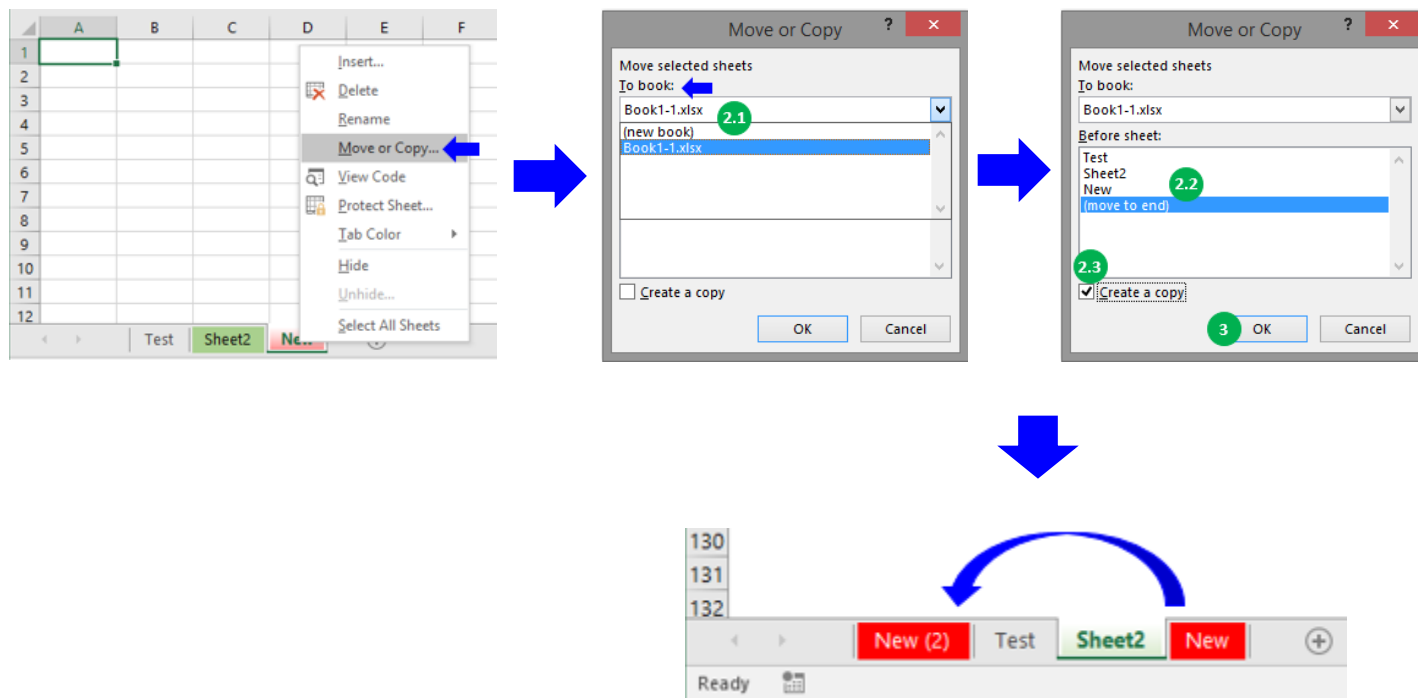 A B C D E F
1
2
3
4
5
6
7
8
9
10
11
12
Insert...
Delete
Rename
Move or Copy...
View Code
Protect Sheet...
Tab Color
Hide
Unhide...
Select All Sheets
Test Sheet2 New
Move or Copy ? ×
Move selected sheets
To book:
Book1-1.xlsx
2.1
(new book)
Book1-1.xlsx
Create a copy
OK Cancel
Move or Copy ? ×
Move selected sheets
To book:
Book1-1.xlsx
Before sheet:
Test
Sheet2
New
2.2
(move to end)
2.3
Create a copy
3 OK Cancel
130
131
132
New (2) Test Sheet2 New
Ready